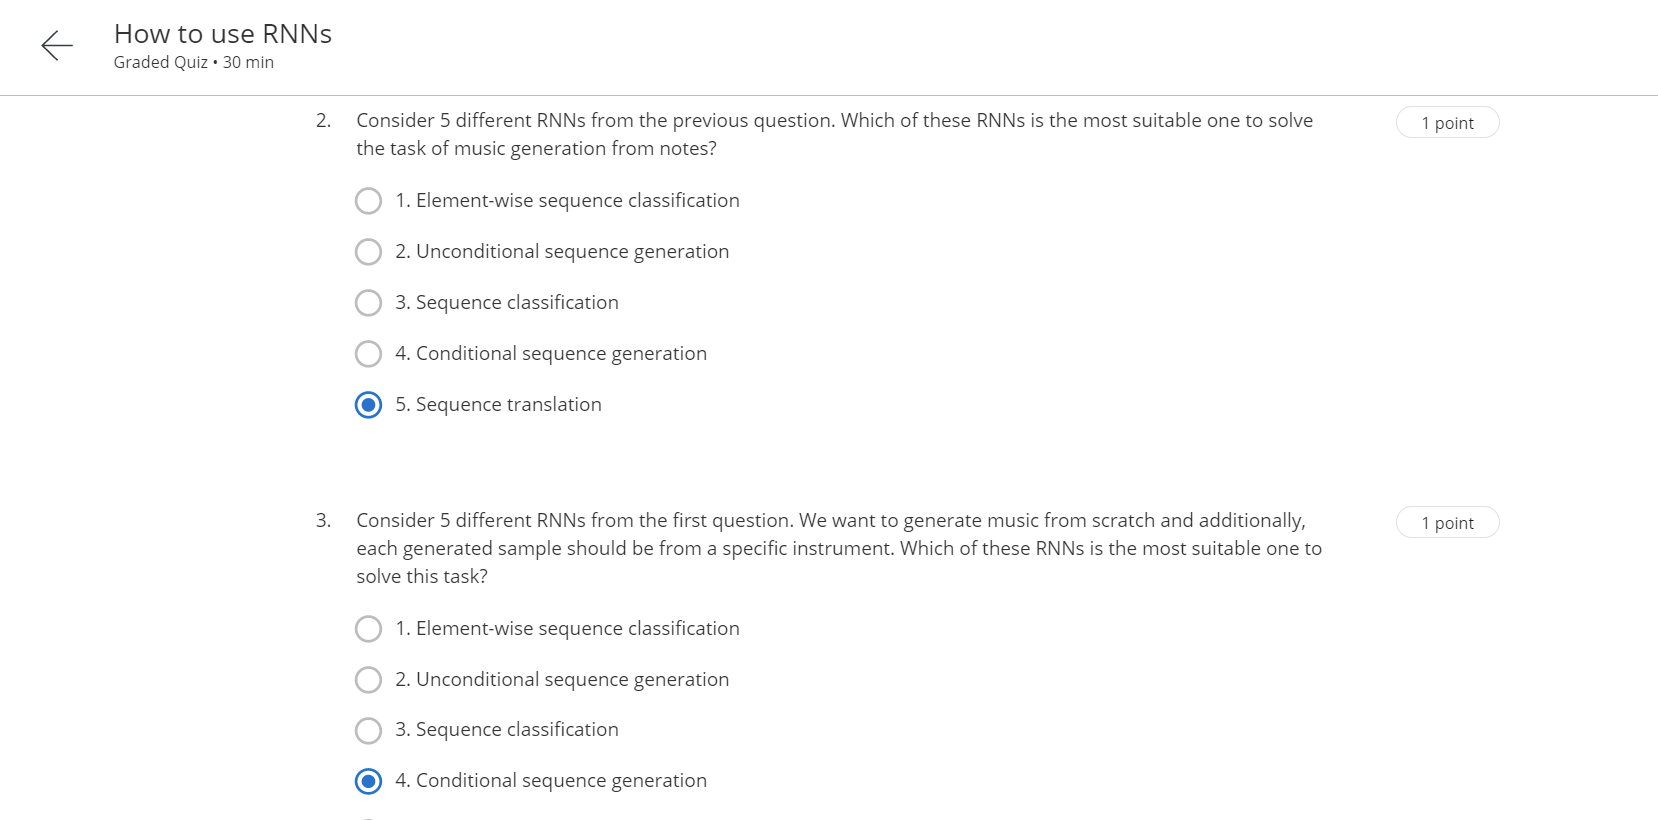 How to use RNNs
Graded Quiz • 30 min
2. Consider 5 different RNNs from the previous question. Which of these RNNs is the most suitable one to solve
the task of music generation from notes?
1 point
1. Element-wise sequence classification
2. Unconditional sequence generation
3. Sequence classification
4. Conditional sequence generation
5. Sequence translation
3. Consider 5 different RNNs from the first question. We want to generate music from scratch and additionally,
each generated sample should be from a specific instrument. Which of these RNNs is the most suitable one to
solve this task?
1 point
1. Element-wise sequence classification
2. Unconditional sequence generation
3. Sequence classification
4. Conditional sequence generation